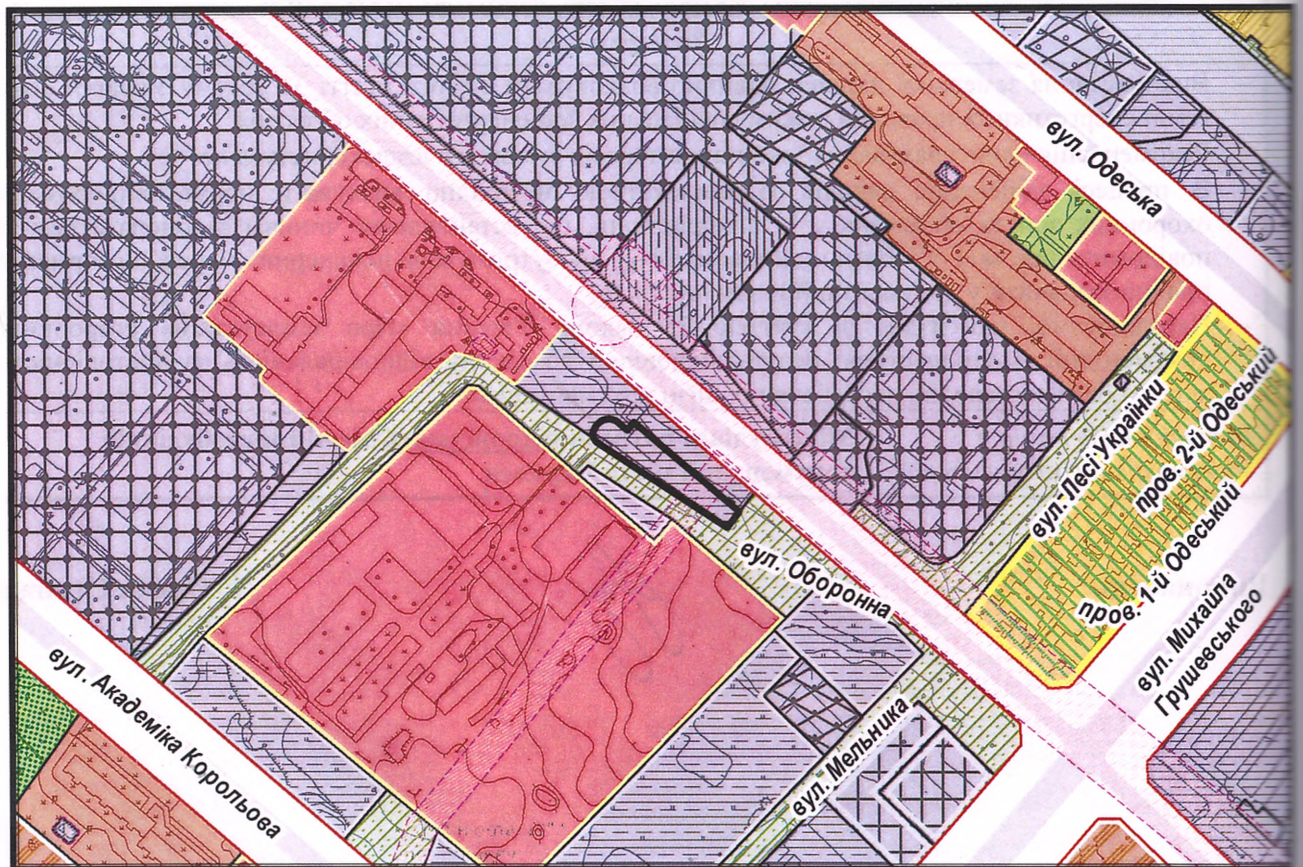 вул. Одеська
вул. Лесі Українки
пров. 2-й Одеський
пров. 1-й Одеський
вул. Оборонна
вул. Михайла
Грушевського
вул. Мельника
вул. Академіка Корольова